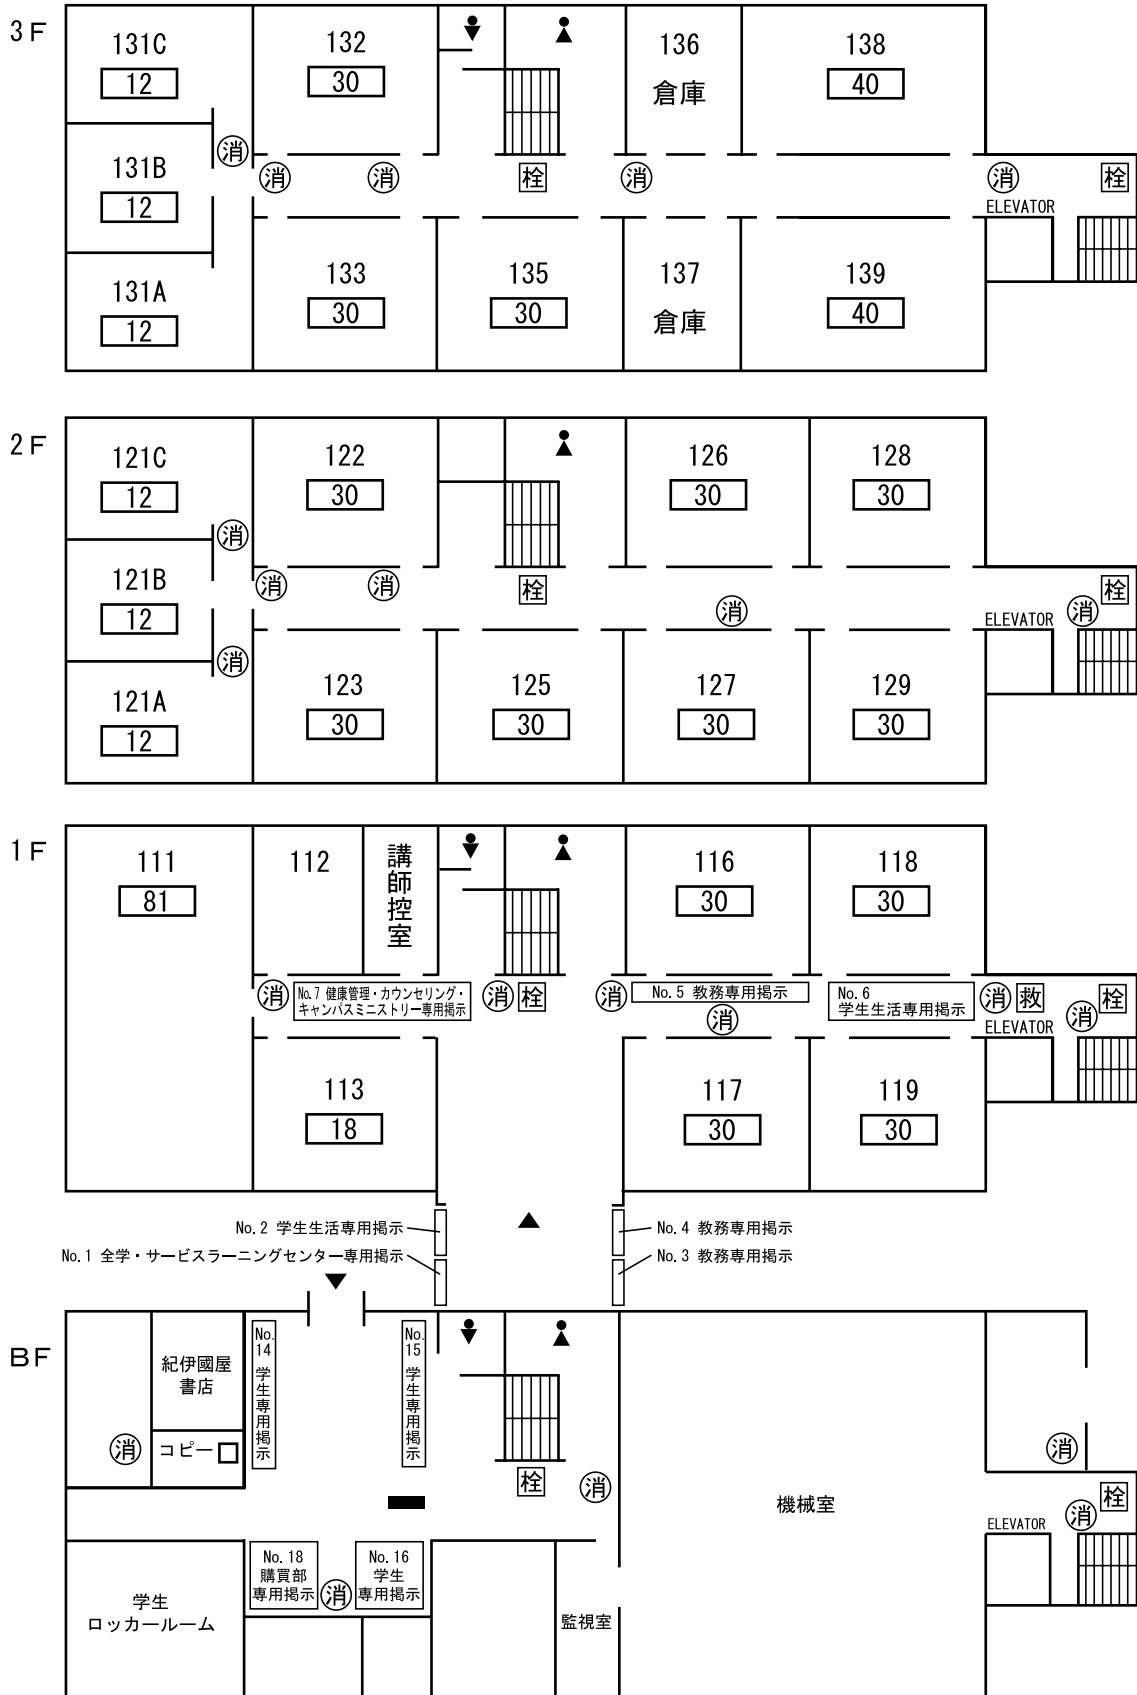 3F
131C
12
132
30
136
倉庫
138
40
消
131B
12
消
消
栓
消
消
栓
ELEVATOR
131A
12
133
30
135
30
137
倉庫
139
40
2F
121C
12
122
30
126
30
128
30
消
121B
12
消
消
栓
消
消
栓
ELEVATOR
消
121A
12
123
30
125
30
127
30
129
30
1F
111
81
112
講師控室
116
30
118
30
消
No.7 健康管理・カウンセリング・
キャンパスミニストリー専用掲示
消
栓
消
No.5 教務専用掲示
消
No.6
学生生活専用掲示
消
救
消
栓
ELEVATOR
113
18
117
30
119
30
No.2 学生生活専用掲示
No.4 教務専用掲示
No.1 全学・サービスラーニングセンター専用掲示
No.3 教務専用掲示
BF
紀伊國屋
書店
No.14 学生専用掲示
No.15 学生専用掲示
消
コピー
栓
消
機械室
消
消
栓
ELEVATOR
学生
ロッカールーム
No.18
購買部
専用掲示
消
No.16
学生
専用掲示
監視室